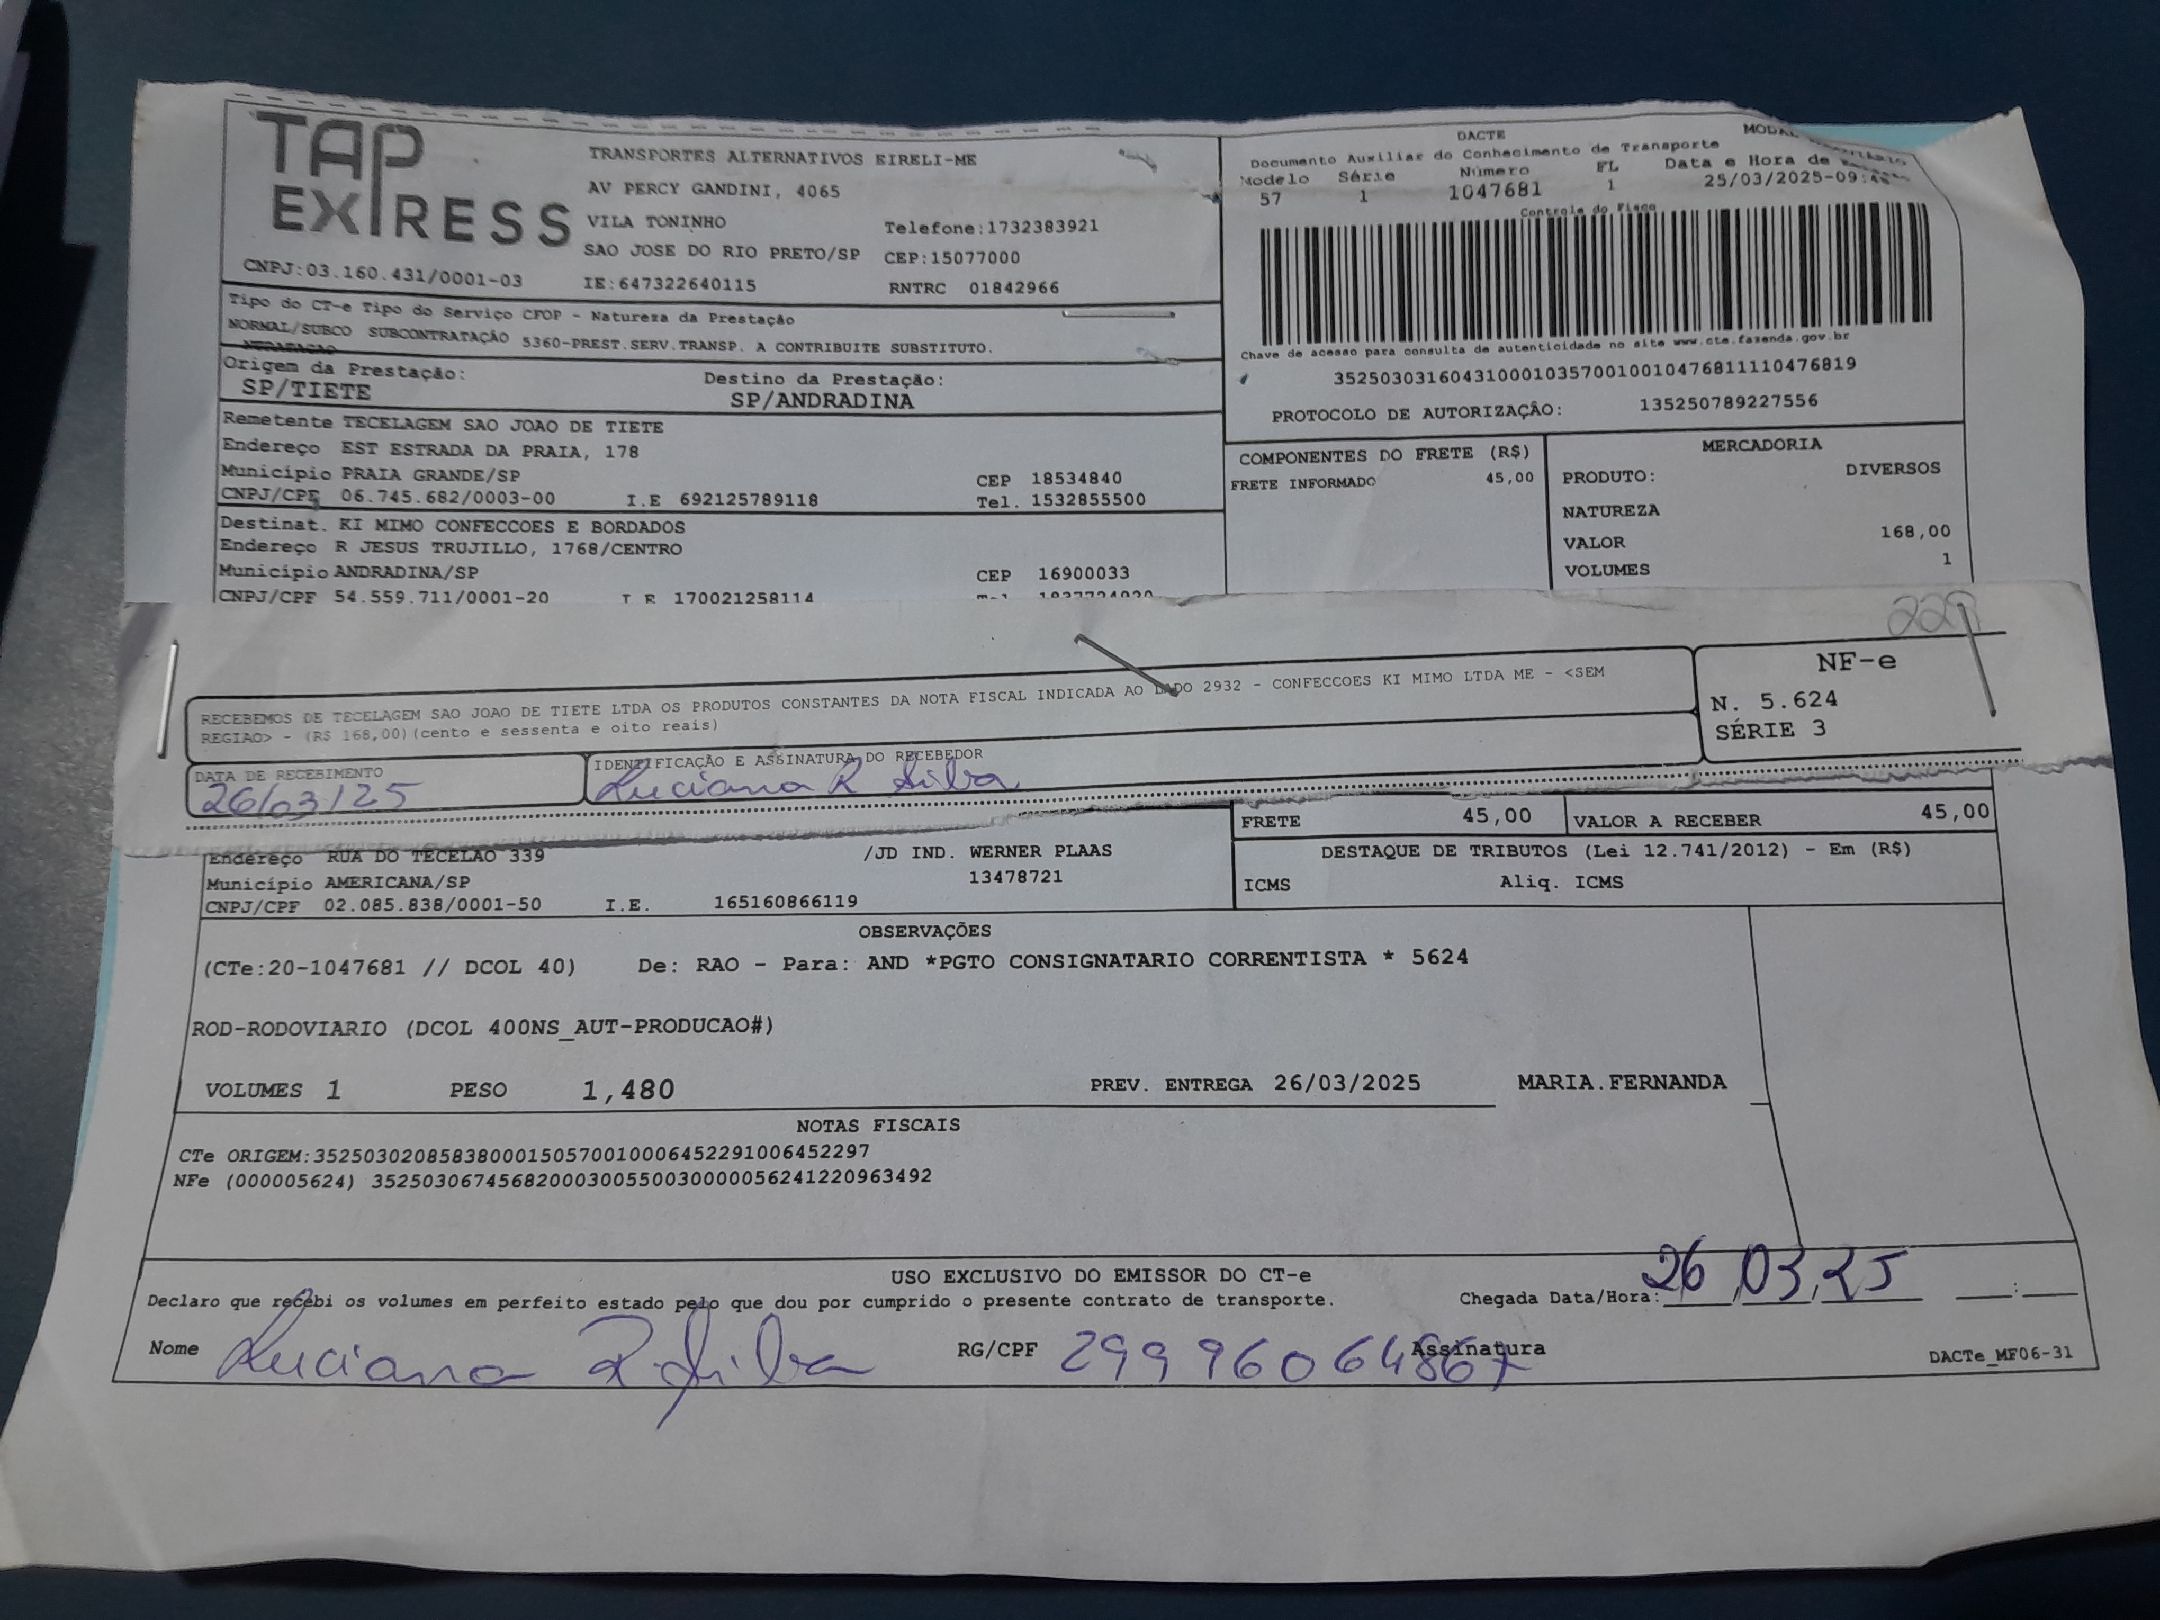 TAP EXPRESS
TRANSPORTES ALTERNATIVOS EIRELI-ME
AV PERCY GANDINI, 4065
VILA TONINHO
Telefone:1732383921
SAO JOSE DO RIO PRETO/SP CEP:15077000
CNPJ:03.160.431/0001-03 IE:647322640115 RNTRC 01842966
DACTE
Documento Auxiliar do Conhecimento de Transporte
Modelo Série Número FL Data e Hora de
57 1 1047681 1 25/03/2025-09:
Controle do Fisco
Chave de acesso para consulta de autenticidade no site www.cte.fazenda.gov.br
35250303160431000103570010010476811110476819
PROTOCOLO DE AUTORIZAÇÃO: 135250789227556
Tipo do CT-e Tipo do Serviço CFOP - Natureza da Prestação
NORMAL/SUBCO SUBCONTRATAÇÃO 5360-PREST.SERV.TRANSP. A CONTRIBUITE SUBSTITUTO.
NTRATACAO
Origem da Prestação: Destino da Prestação:
SP/TIETE SP/ANDRADINA
Remetente TECELAGEM SAO JOAO DE TIETE
Endereço EST ESTRADA DA PRAIA, 178
Município PRAIA GRANDE/SP CEP 18534840
CNPJ/CPF 06.745.682/0003-00 I.E 692125789118 Tel. 1532855500
Destinat. KI MIMO CONFECCOES E BORDADOS
Endereço R JESUS TRUJILLO, 1768/CENTRO
Município ANDRADINA/SP CEP 16900033
CNPJ/CPF 54.559.711/0001-20 I E 170021258114
COMPONENTES DO FRETE (R$)
FRETE INFORMADO 45,00
MERCADORIA
PRODUTO: DIVERSOS
NATUREZA
VALOR 168,00
VOLUMES 1
RECEBEMOS DE TECELAGEM SAO JOAO DE TIETE LTDA OS PRODUTOS CONSTANTES DA NOTA FISCAL INDICADA AO LADO 2932 - CONFECCOES KI MIMO LTDA ME - <SEM
REGIAO> - (R$ 168,00)(cento e sessenta e oito reais)
NF-e
N. 5.624
SÉRIE 3
DATA DE RECEBIMENTO IDENTIFICAÇÃO E ASSINATURA DO RECEBEDOR
26/03/25 Luciana R Silva
FRETE 45,00 VALOR A RECEBER 45,00
Endereço RUA DO TECELAO 339 /JD IND. WERNER PLAAS
Município AMERICANA/SP 13478721
CNPJ/CPF 02.085.838/0001-50 I.E. 165160866119
DESTAQUE DE TRIBUTOS (Lei 12.741/2012) - Em (R$)
ICMS Aliq. ICMS
OBSERVAÇÕES
(CTe:20-1047681 // DCOL 40) De: RAO - Para: AND *PGTO CONSIGNATARIO CORRENTISTA * 5624
ROD-RODOVIARIO (DCOL 400NS_AUT-PRODUCAO#)
VOLUMES 1 PESO 1,480 PREV. ENTREGA 26/03/2025 MARIA.FERNANDA
NOTAS FISCAIS
CTe ORIGEM:35250302085838000150570010006452291006452297
NFe (000005624) 35250306745682000300550030000056241220963492
USO EXCLUSIVO DO EMISSOR DO CT-e
Declaro que recebi os volumes em perfeito estado pelo que dou por cumprido o presente contrato de transporte. Chegada Data/Hora: 26/03/25 :
Nome Luciana R Silva RG/CPF 29996064867 Assinatura
DACTe_MF06-31